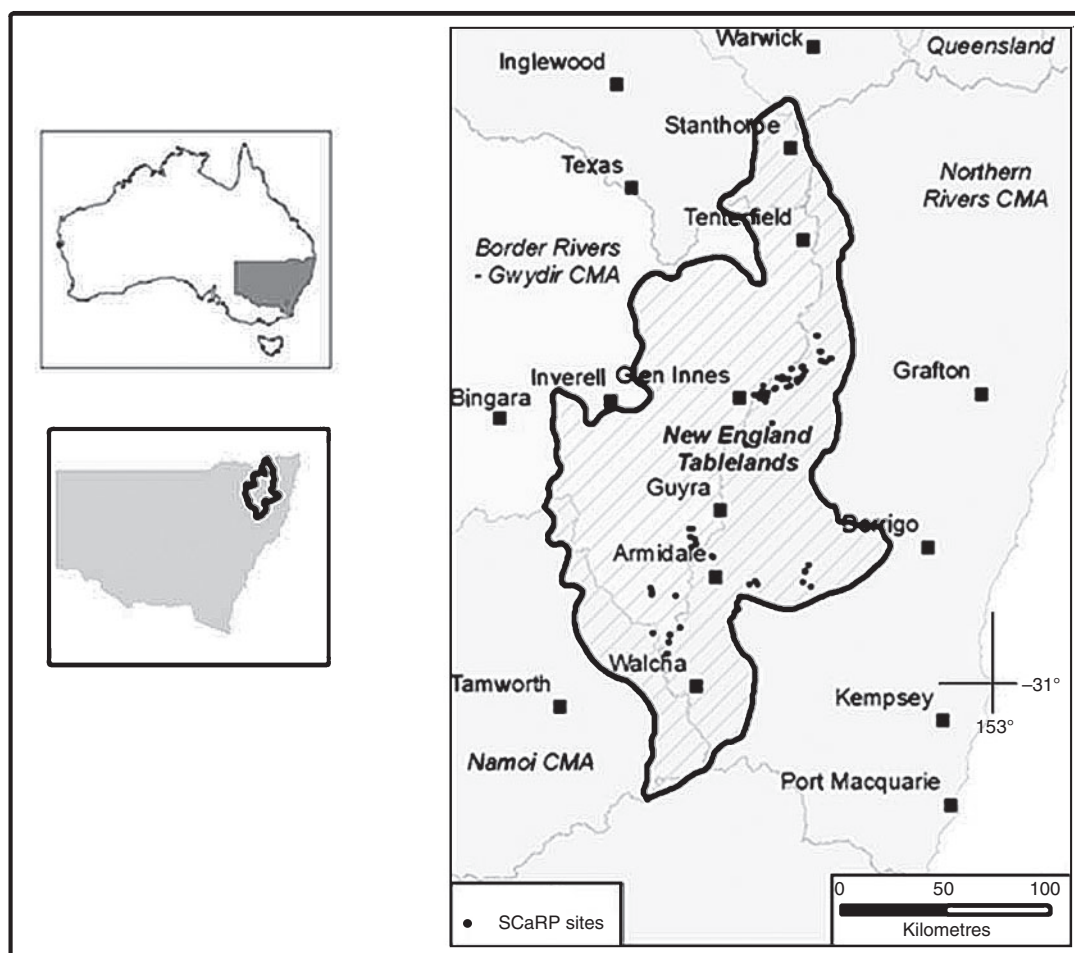 Warwick
Queensland
Inglewood
Stanthorpe
Texas
Northern
Rivers CMA
Tenterfield
Border Rivers
- Gwydir CMA
Inverell
Glen Innes
Grafton
Bingara
New England
Tablelands
Guyra
Dorrigo
Armidale
Walcha
Tamworth
–31°
Kempsey
153°
Namoi CMA
Port Macquarie
SCaRP sites
0 50 100
Kilometres